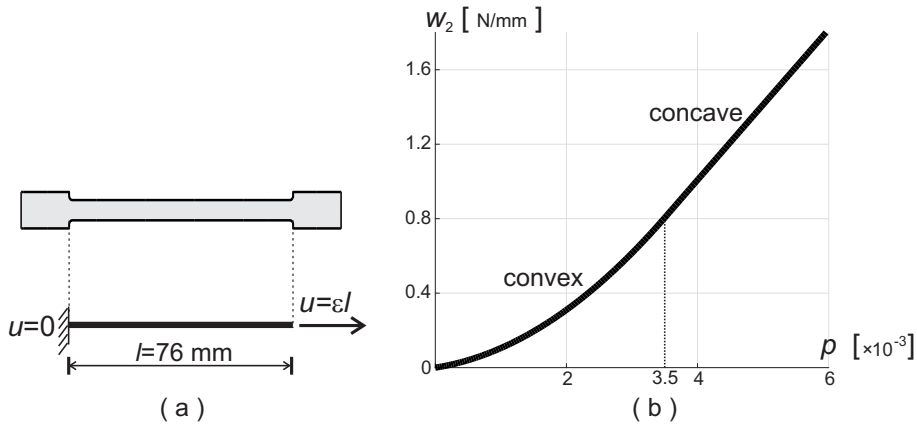 w₂ [ N/mm]
1.6
1.2
0.8
0.4
0
concave
convex
2
3.5
4
6
p [×10⁻³]
u=0
u=εl
l=76 mm
( a )
( b )